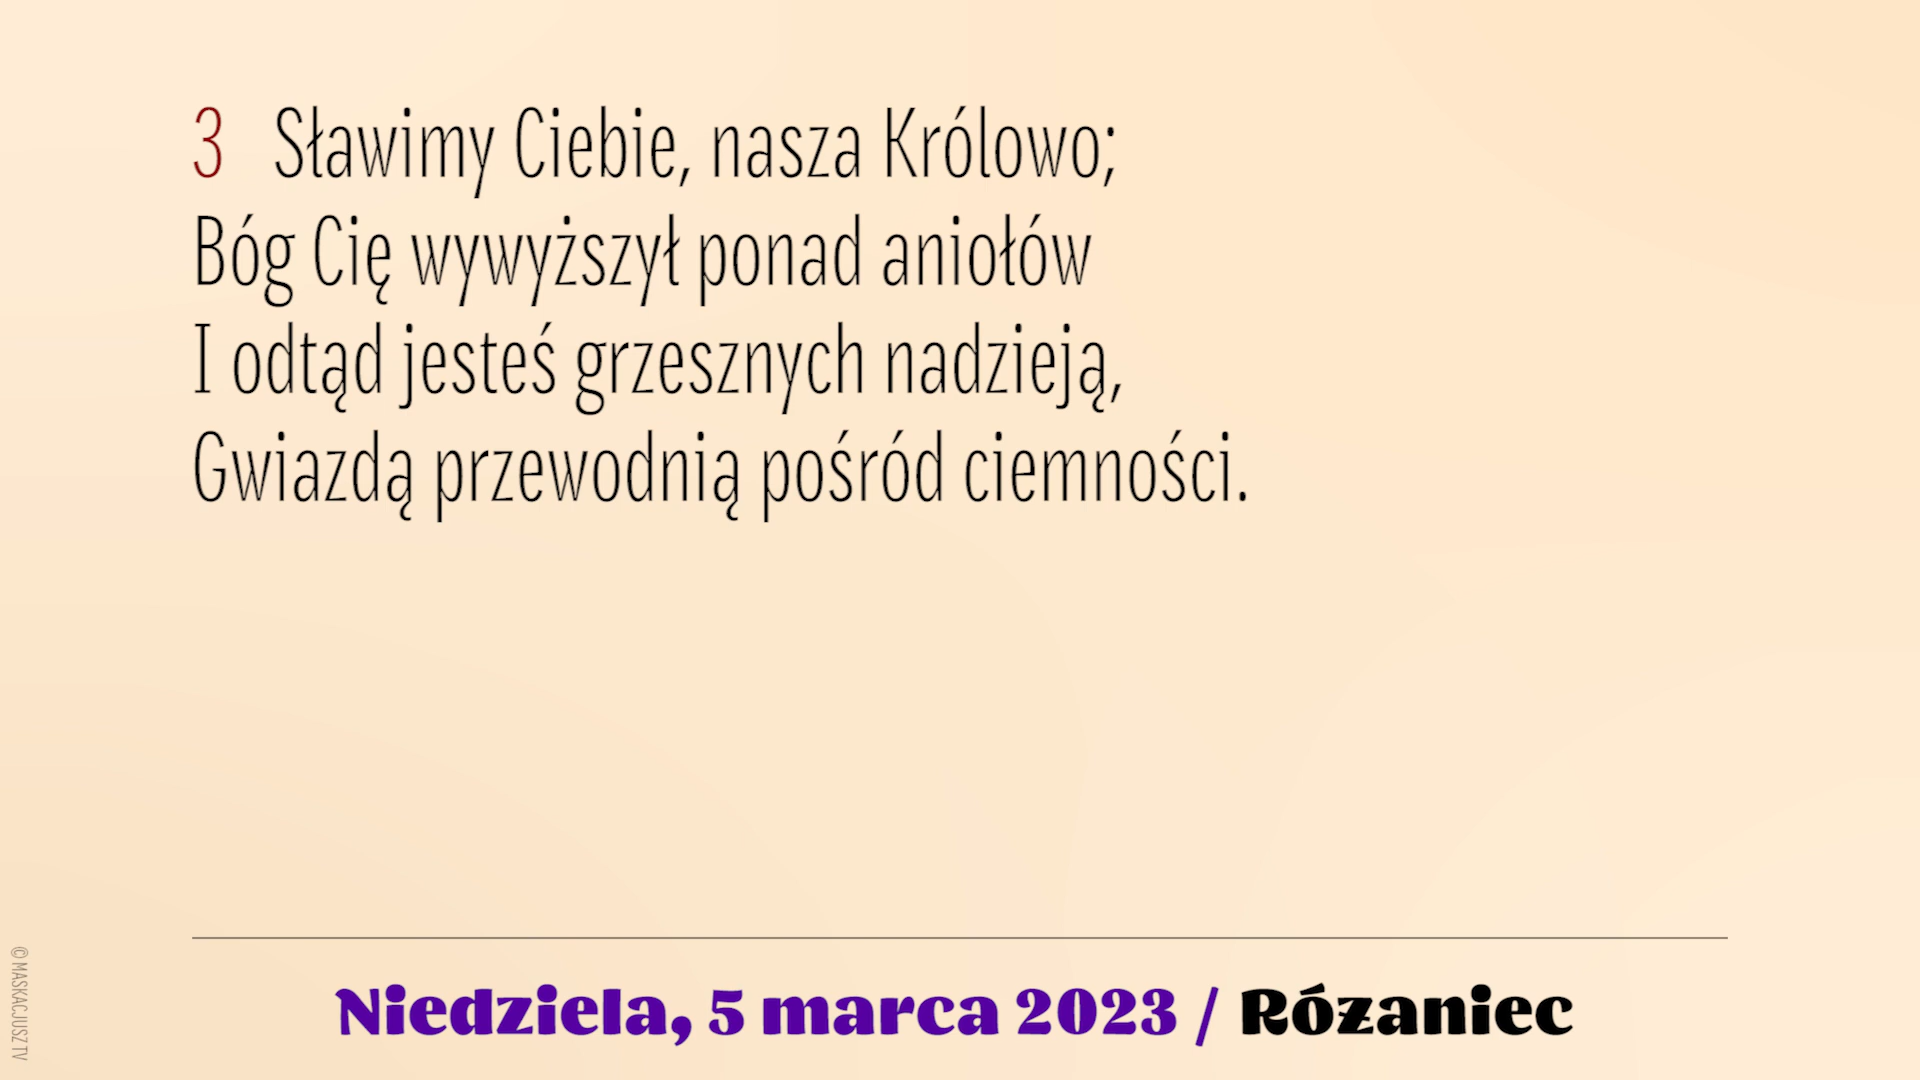 3 Sławimy Ciebie, nasza Królowo;
Bóg Cię wywyższył ponad aniołów
I odtąd jesteś grzesznych nadzieją,
Gwiazdą przewodnią pośród ciemności.
Niedziela, 5 marca 2023 / Róƶaniec
© MASKACJUSZ TV